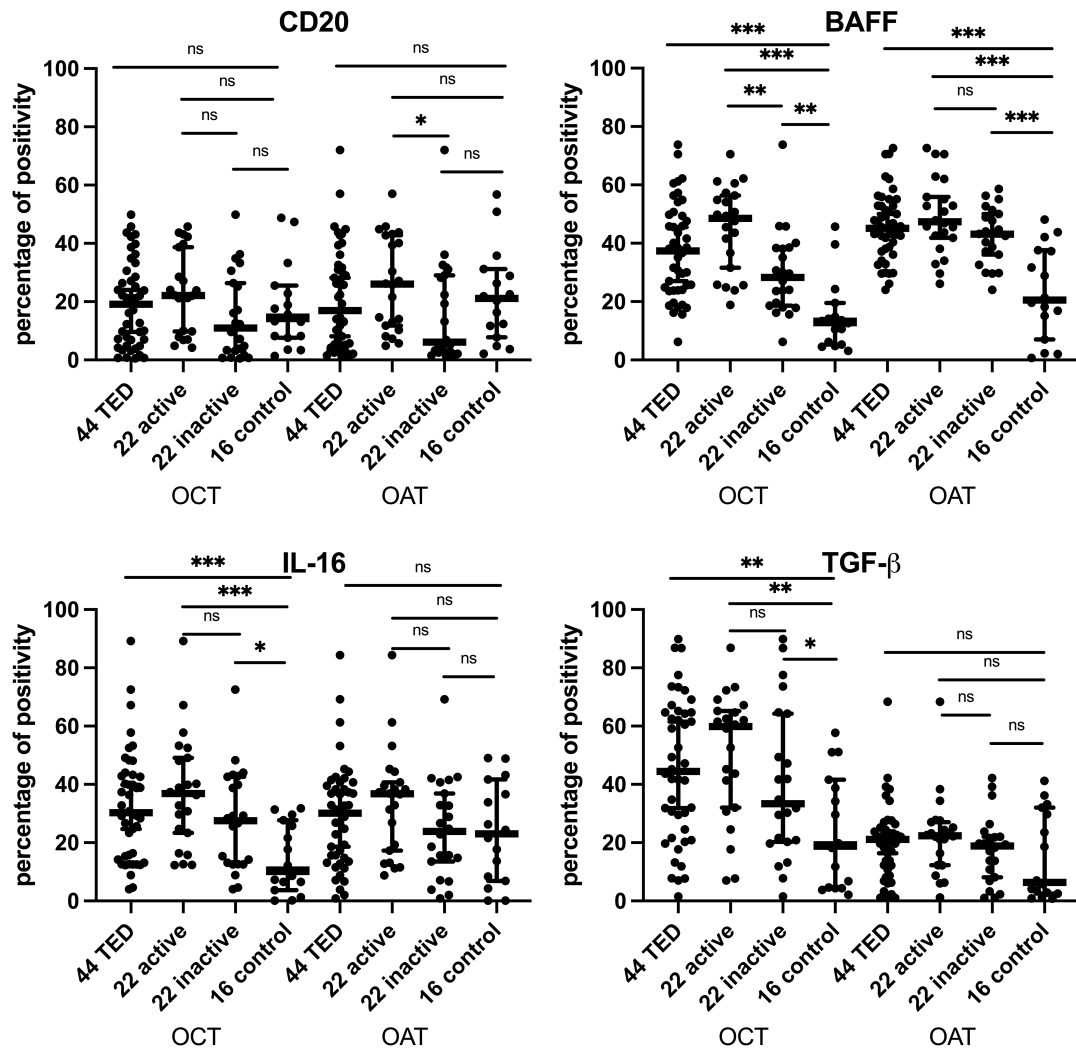 CD20
ns
ns
ns
ns
ns
ns
*
ns
percentage of positivity
100
80
60
40
20
0
44 TED
22 active
22 inactive
16 control
44 TED
22 active
22 inactive
16 control
OCT
OAT
BAFF
***
***
**
**
***
***
ns
***
percentage of positivity
100
80
60
40
20
0
44 TED
22 active
22 inactive
16 control
44 TED
22 active
22 inactive
16 control
OCT
OAT
IL-16
***
***
ns
*
ns
ns
ns
ns
percentage of positivity
100
80
60
40
20
0
44 TED
22 active
22 inactive
16 control
44 TED
22 active
22 inactive
16 control
OCT
OAT
TGF-β
**
**
ns
*
ns
ns
ns
ns
percentage of positivity
100
80
60
40
20
0
44 TED
22 active
22 inactive
16 control
44 TED
22 active
22 inactive
16 control
OCT
OAT